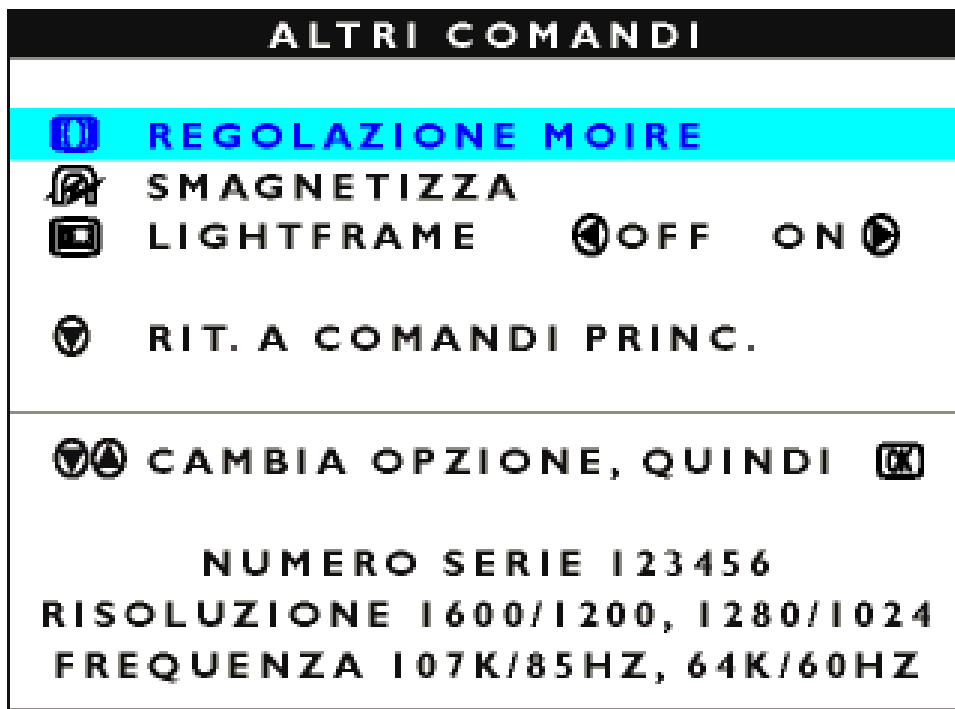 ALTRI COMANDI
REGOLAZIONE MOIRE
SMAGNETIZZA
LIGHTFRAME OFF ON
RIT. A COMANDI PRINC.
CAMBIA OPZIONE, QUINDI OK
NUMERO SERIE 123456
RISOLUZIONE 1600/1200, 1280/1024
FREQUENZA 107K/85HZ, 64K/60HZ